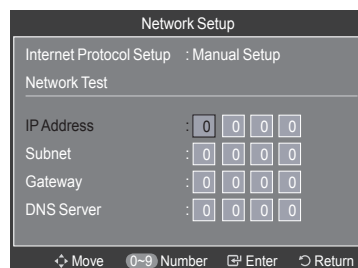 Network Setup
Internet Protocol Setup : Manual Setup
Network Test
IP Address : 0 0 0 0
Subnet : 0 0 0 0
Gateway : 0 0 0 0
DNS Server : 0 0 0 0
Move 0~9 Number Enter Return